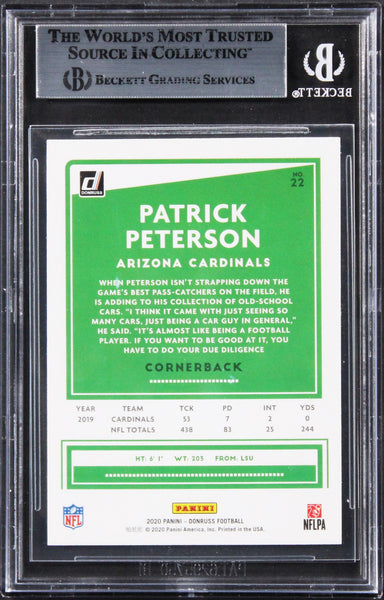 THE WORLD'S MOST TRUSTED
SOURCE IN COLLECTING™
BECKETT GRADING SERVICES
BECKETT
DONRUSS
NO.
22
PATRICK
PETERSON
ARIZONA CARDINALS
WHEN PETERSON ISN'T STRAPPING DOWN THE
GAME'S BEST PASS-CATCHERS ON THE FIELD, HE
IS ADDING TO HIS COLLECTION OF OLD-SCHOOL
CARS. "I THINK IT CAME WITH JUST SEEING SO
MANY CARS, JUST BEING A CAR GUY IN GENERAL,"
HE SAID. "IT'S ALMOST LIKE BEING A FOOTBALL
PLAYER. IF YOU WANT TO BE GOOD AT IT, YOU
HAVE TO DO YOUR DUE DILIGENCE
CORNERBACK
YEAR TEAM TCK PD INT YDS
2019 CARDINALS 53 7 2 0
NFL TOTALS 438 83 25 244
HT: 6' 1" WT: 203 FROM: LSU
NFL
PANINI
NFLPA
2020 PANINI - DONRUSS FOOTBALL
© 2020 Panini America, Inc. Printed in the USA.